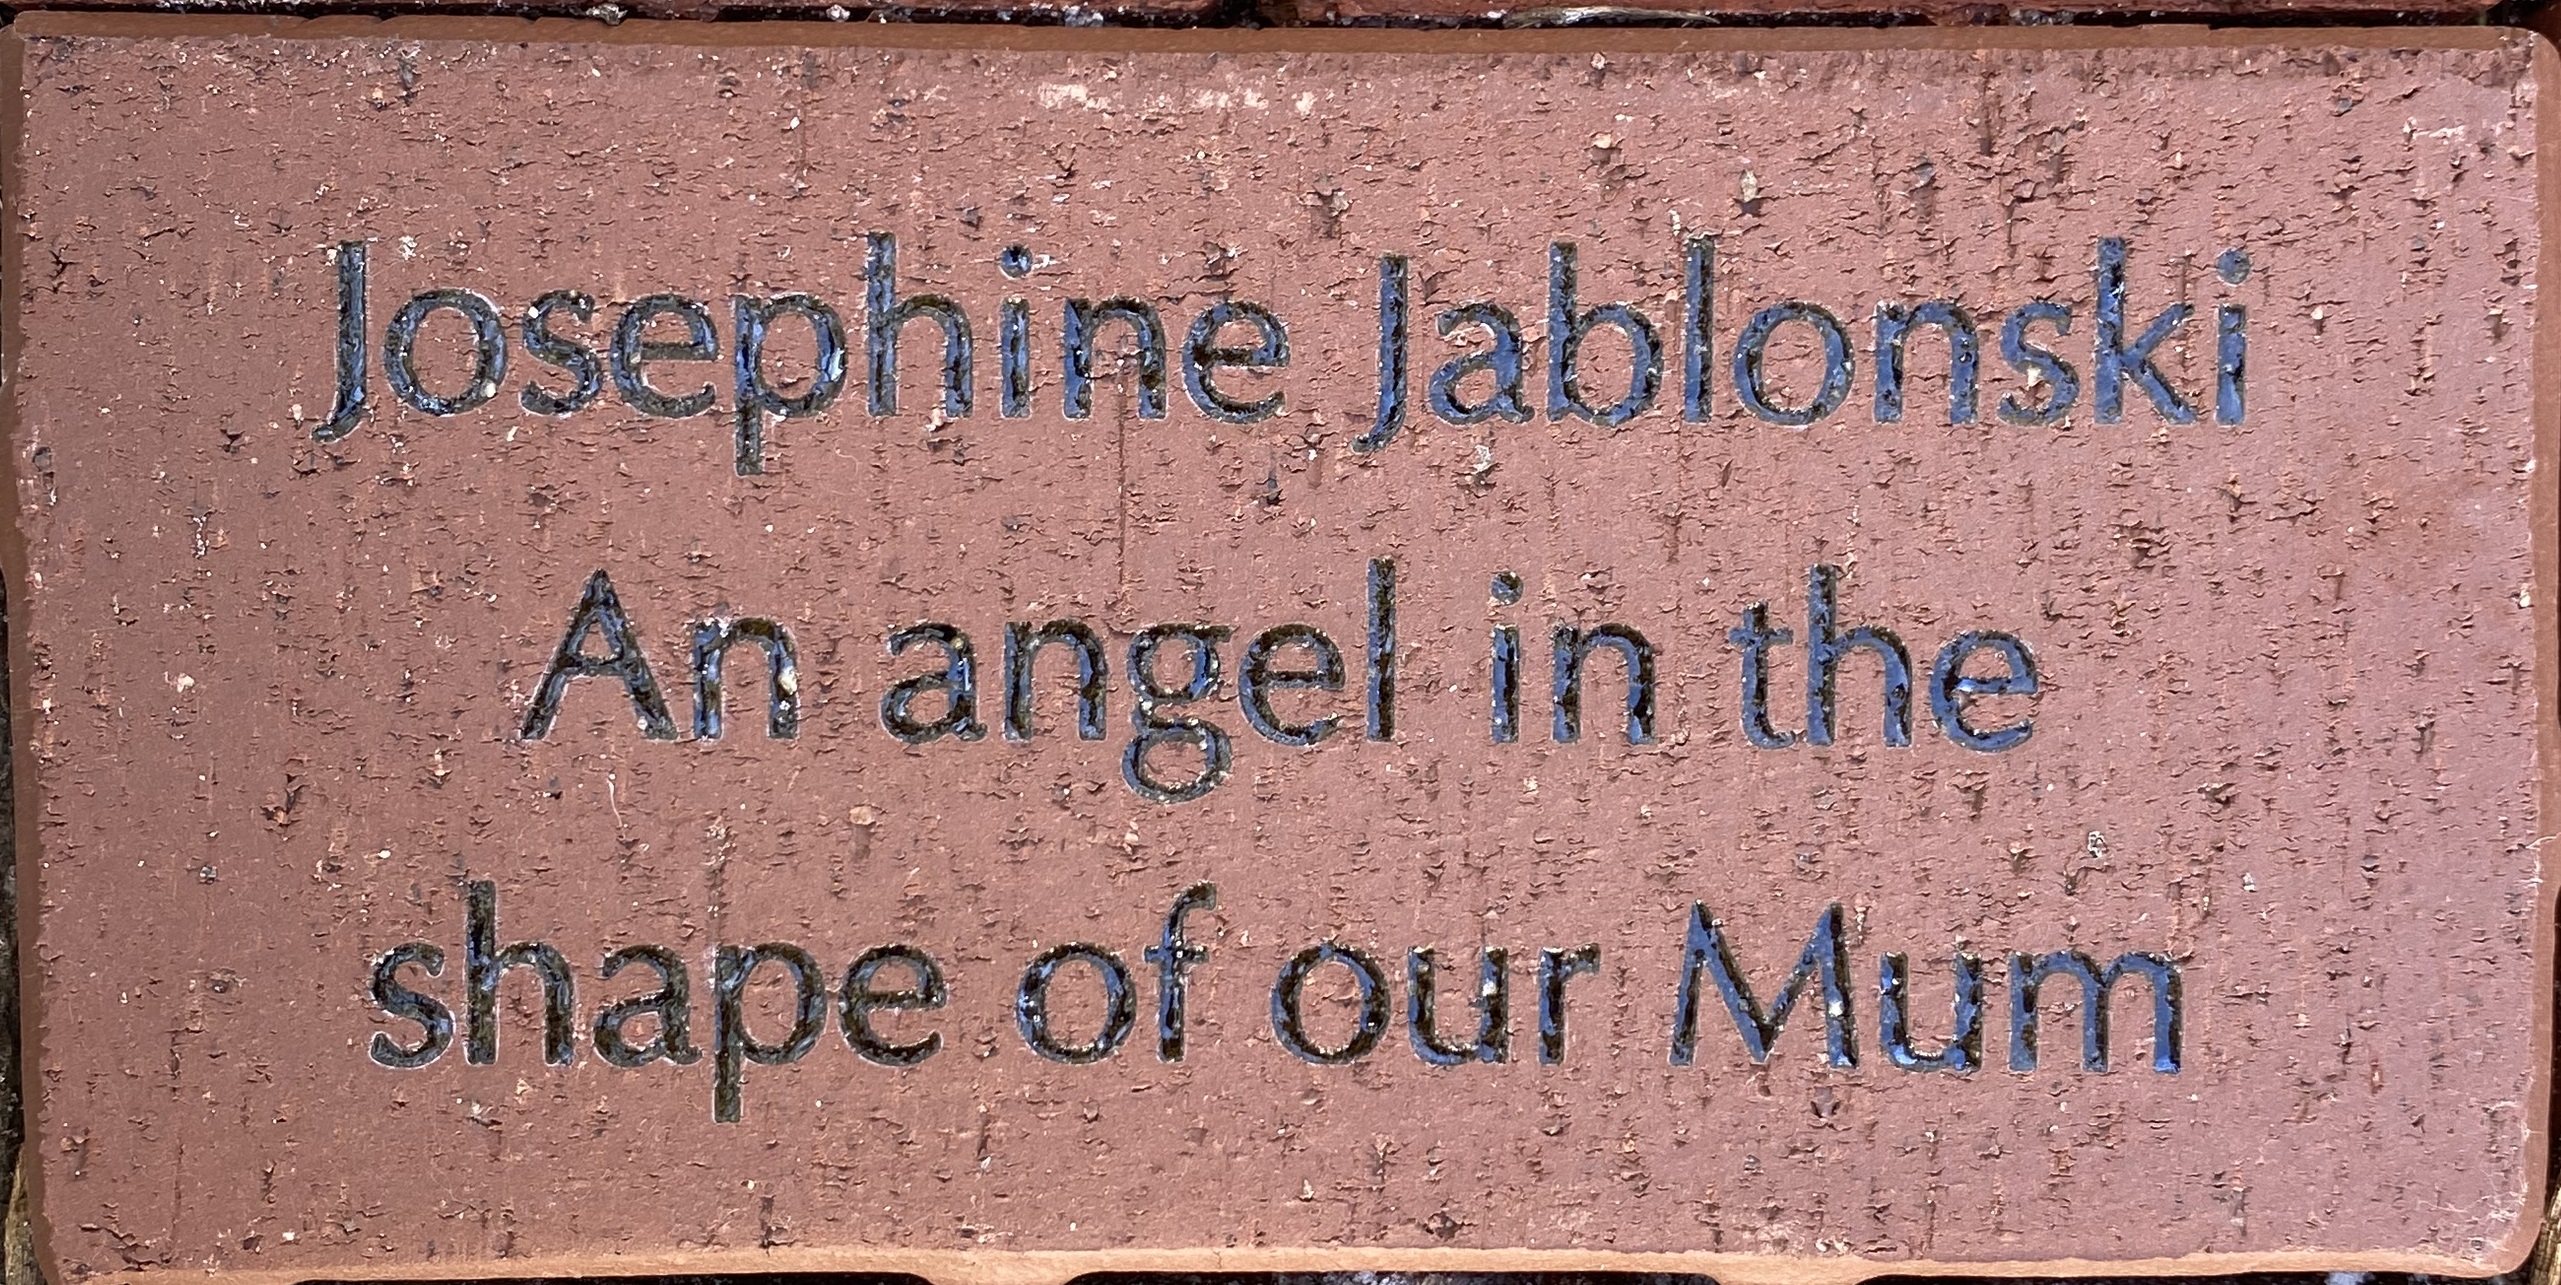 Josephine Jablonski
An angel in the
shape of our Mum